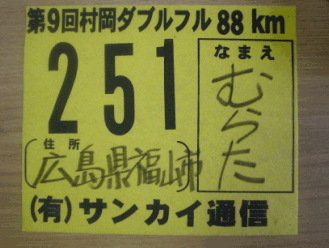 第9回村岡ダブルフル 88 km
251
なまえ
むらた
住所
(広島県福山市)
(有)サンカイ通信